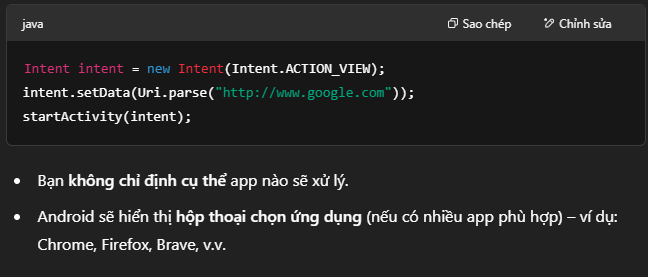 java
Sao chép
Chỉnh sửa
Intent intent = new Intent(Intent.ACTION_VIEW);
intent.setData(Uri.parse("http://www.google.com"));
startActivity(intent);
• Bạn không chỉ định cụ thể app nào sẽ xử lý.
• Android sẽ hiển thị hộp thoại chọn ứng dụng (nếu có nhiều app phù hợp) – ví dụ:
Chrome, Firefox, Brave, v.v.